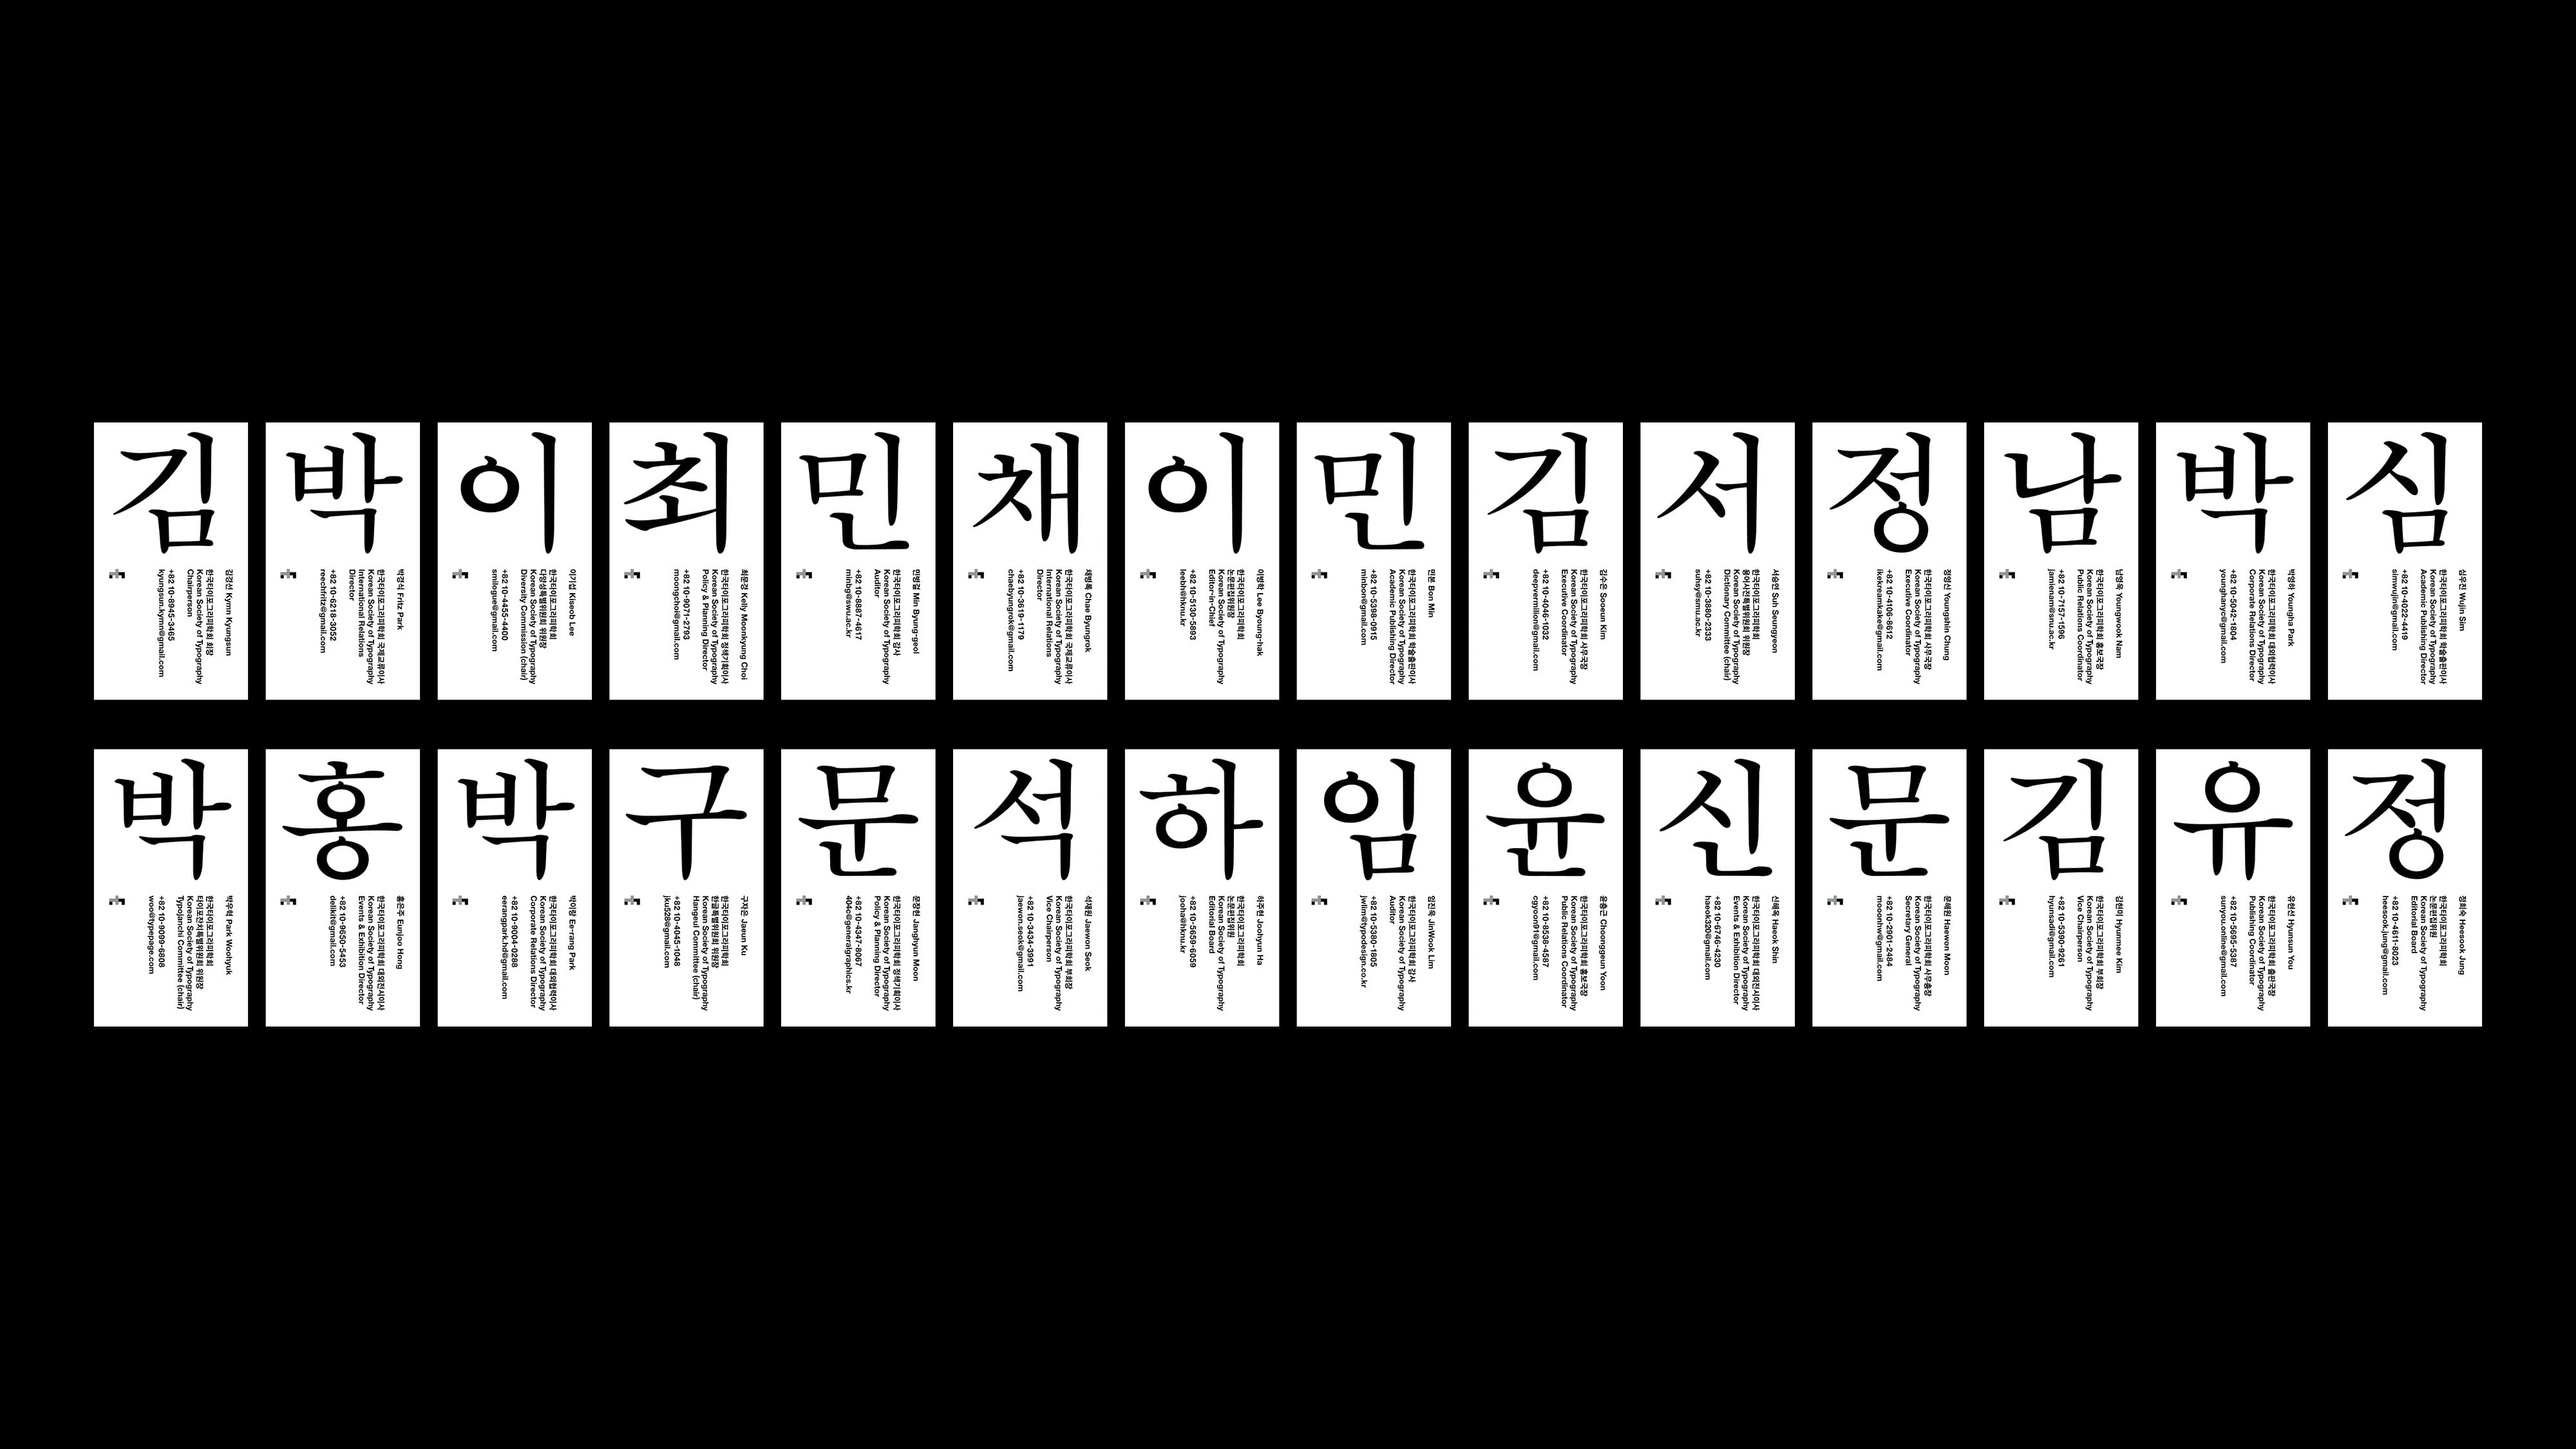 김
김경선 Kymn Kyungsun
한국타이포그라피학회 회장
Korean Society of Typography
Chairperson
+82 10-8945-3465
kyungsun.kymn@gmail.com
박
박경식 Fritz Park
한국타이포그라피학회 국제교류이사
Korean Society of Typography
International Relations
Director
+82 10-6218-3052
reechfritz@gmail.com
이
이기섭 Kiseob Lee
한국타이포그라피학회
다양성특별위원회 위원장
Korean Society of Typography
Diversity Commission (chair)
+82 10-4455-4400
smilogue@gmail.com
최
최문경 Kelly Moonkyung Choi
한국타이포그라피학회 정책기획이사
Korean Society of Typography
Policy & Planning Director
+82 10-9071-2793
moongchoi@gmail.com
민
민병걸 Min Byung-geol
한국타이포그라피학회 감사
Korean Society of Typography
Auditor
+82 10-8887-4617
minbg@swu.ac.kr
채
채병록 Chae Byungrok
한국타이포그라피학회 국제교류이사
Korean Society of Typography
International Relations
Director
+82 10-3619-1179
chaebyungrok@gmail.com
이
이병학 Lee Byoung-hak
한국타이포그라피학회
논문편집위원장
Korean Society of Typography
Editor-in-Chief
+82 10-5130-5893
leebh@hknu.kr
민
민본 Bon Min
한국타이포그라피학회 학술출판이사
Korean Society of Typography
Academic Publishing Director
+82 10-5398-0915
minbon@gmail.com
김
김수은 Sooeun Kim
한국타이포그라피학회 사무국장
Korean Society of Typography
Executive Coordinator
+82 10-4046-1032
deepvermilion@gmail.com
서
서승연 Suh Seungyeon
한국타이포그라피학회
용어사전특별위원회 위원장
Korean Society of Typography
Dictionary Committee (chair)
+82 10-3880-2333
suhsy@smu.ac.kr
정
정영신 Youngshin Chung
한국타이포그라피학회 사무국장
Korean Society of Typography
Executive Coordinator
+82 10-4106-8612
ikekreamkake@gmail.com
남
남영욱 Youngwook Nam
한국타이포그라피학회 홍보국장
Korean Society of Typography
Public Relations Coordinator
+82 10-7157-1596
jamienam@snu.ac.kr
박
박영하 Youngha Park
한국타이포그라피학회 대외협력이사
Korean Society of Typography
Corporate Relations Director
+82 10-5042-1804
younghanyc@gmail.com
심
심우진 Wujin Sim
한국타이포그라피학회 학술출판이사
Korean Society of Typography
Academic Publishing Director
+82 10-4022-4419
simwujin@gmail.com
박
박우혁 Park Woohyuk
한국타이포그라피학회
타이포잔치특별위원회 위원장
Korean Society of Typography
Typojanchi Committee (chair)
+82 10-9099-6808
woo@typepage.com
홍
홍은주 Eunjoo Hong
한국타이포그라피학회 대외전시이사
Korean Society of Typography
Events & Exhibition Director
+82 10-9650-5453
delikit@gmail.com
박
박이랑 Ee-rang Park
한국타이포그라피학회 대외협력이사
Korean Society of Typography
Corporate Relations Director
+82 10-9004-0288
eerangpark.hd@gmail.com
구
구자은 Jaeun Ku
한국타이포그라피학회
한글특별위원회 위원장
Korean Society of Typography
Hangeul Committee (chair)
+82 10-4045-1048
jku528@gmail.com
문
문장현 Janghyun Moon
한국타이포그라피학회 정책기획이사
Korean Society of Typography
Policy & Planning Director
+82 10-4347-8067
404c@generalgraphics.kr
석
석재원 Jaewon Seok
한국타이포그라피학회 부회장
Korean Society of Typography
Vice Chairperson
+82 10-3434-3991
jaewon.seok@gmail.com
하
하주현 Joohyun Ha
한국타이포그라피학회
논문편집위원
Korean Society of Typography
Editorial Board
+82 10-5659-6059
jooha@hknu.kr
임
임진욱 JinWook Lim
한국타이포그라피학회 감사
Korean Society of Typography
Auditor
+82 10-5380-1805
jwlim@typodesign.co.kr
윤
윤충근 Choonggeun Yoon
한국타이포그라피학회 홍보국장
Korean Society of Typography
Public Relations Coordinator
+82 10-8538-4587
cgyoon91@gmail.com
신
신해옥 Haeok Shin
한국타이포그라피학회 대외전시이사
Korean Society of Typography
Events & Exhibition Director
+82 10-6746-4230
haeok320@gmail.com
문
문해원 Haewon Moon
한국타이포그라피학회 사무총장
Korean Society of Typography
Secretary General
+82 10-2901-2484
mooonhw@gmail.com
김
김현미 Hyunmee Kim
한국타이포그라피학회 부회장
Korean Society of Typography
Vice Chairperson
+82 10-5390-9261
hyunsadi@gmail.com
유
유현선 Hyunsun You
한국타이포그라피학회 출판국장
Korean Society of Typography
Publishing Coordinator
+82 10-5695-5387
sunyou.online@gmail.com
정
정희숙 Heesook Jung
한국타이포그라피학회
논문편집위원
Korean Society of Typography
Editorial Board
+82 10-4611-8023
heesook.jung@gmail.com